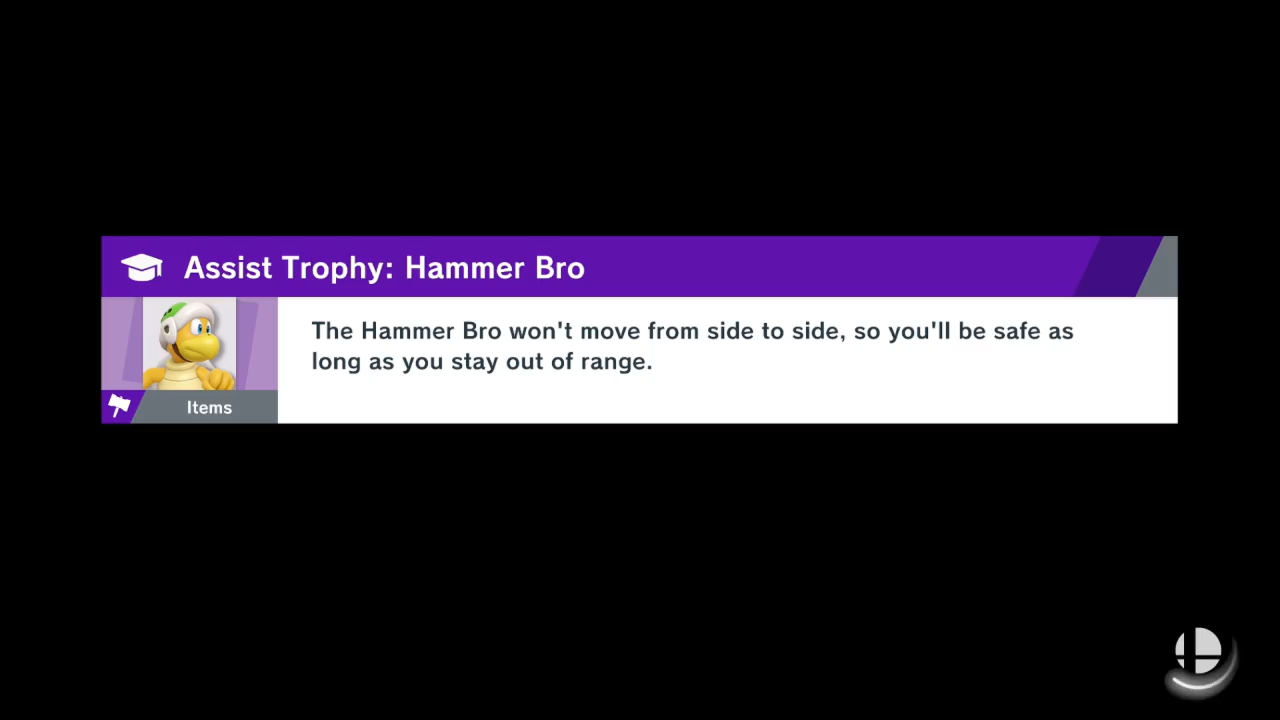 Assist Trophy: Hammer Bro
The Hammer Bro won't move from side to side, so you'll be safe as
long as you stay out of range.
Items